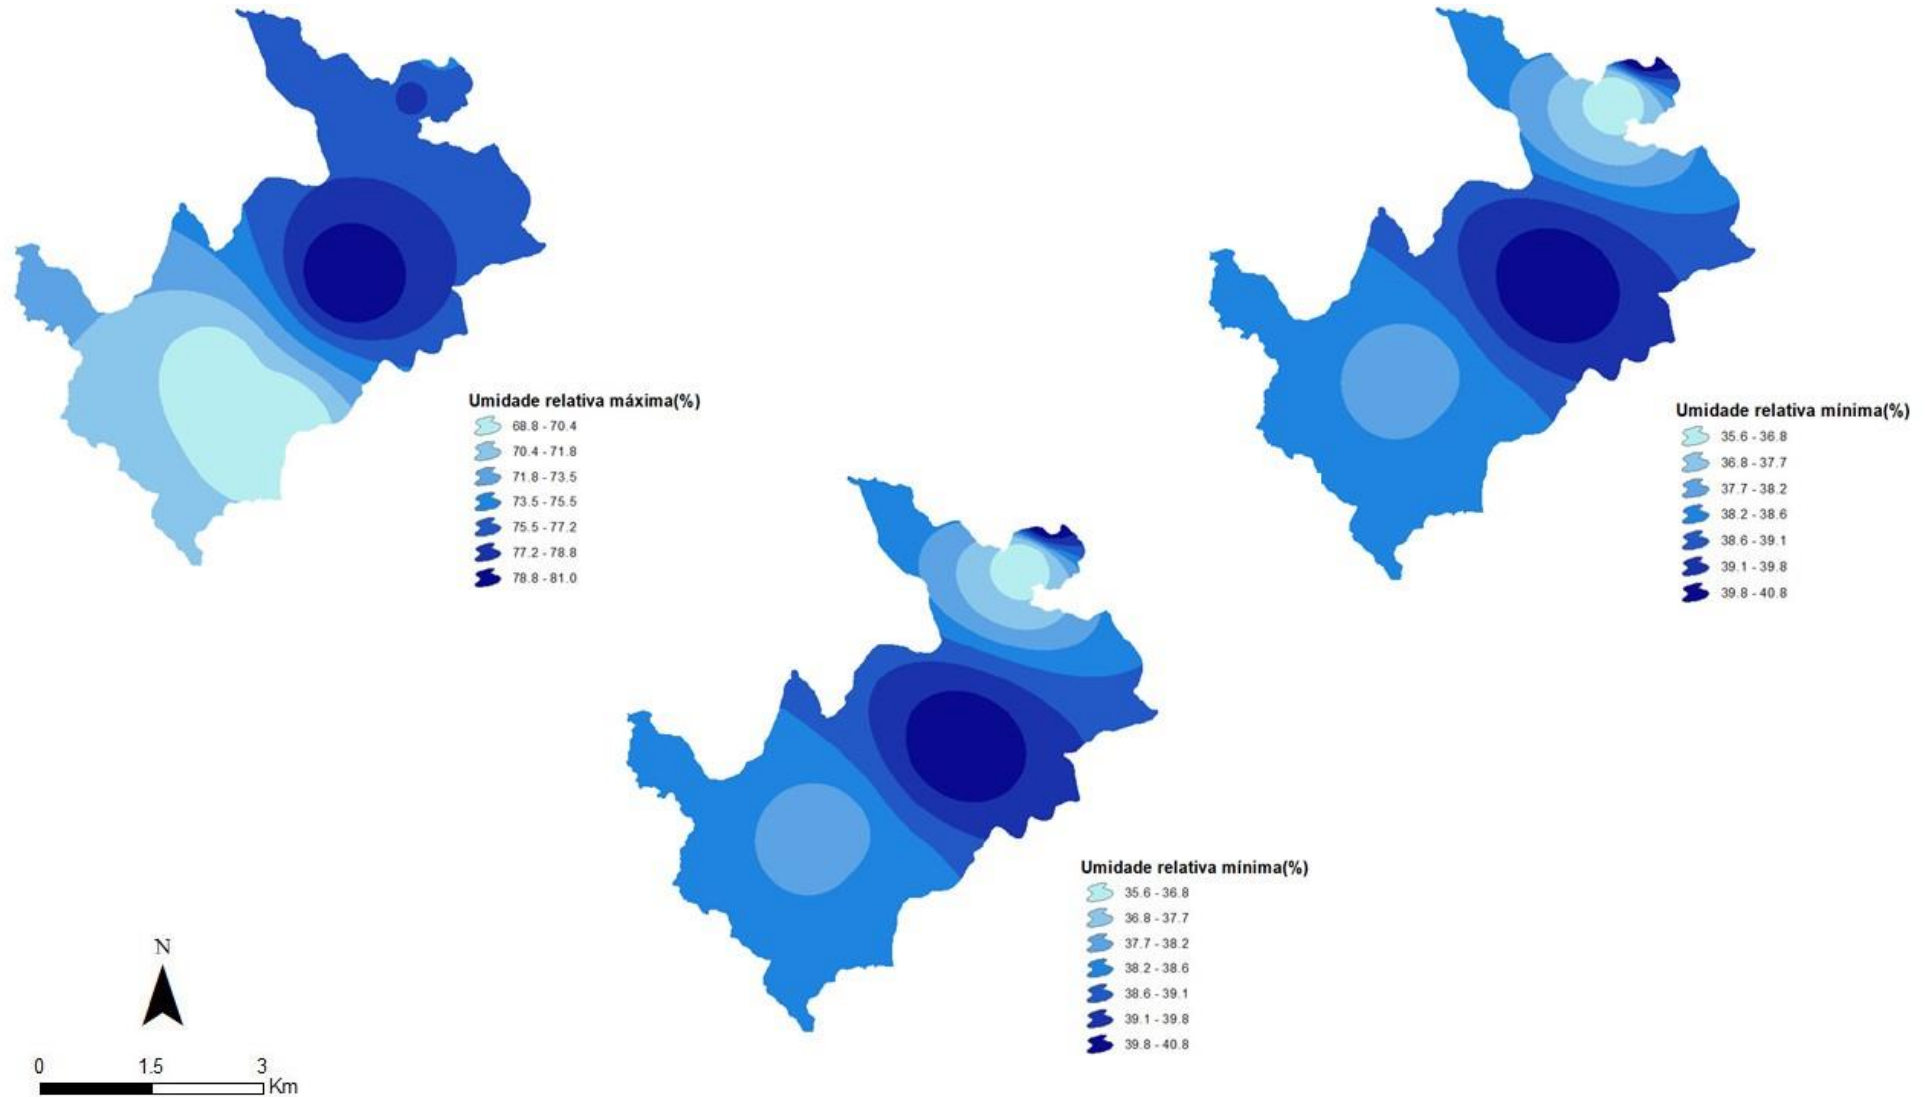 Umidade relativa máxima(%)
68.8 - 70.4
70.4 - 71.8
71.8 - 73.5
73.5 - 75.5
75.5 - 77.2
77.2 - 78.8
78.8 - 81.0
Umidade relativa mínima(%)
35.6 - 36.8
36.8 - 37.7
37.7 - 38.2
38.2 - 38.6
38.6 - 39.1
39.1 - 39.8
39.8 - 40.8
Umidade relativa mínima(%)
35.6 - 36.8
36.8 - 37.7
37.7 - 38.2
38.2 - 38.6
38.6 - 39.1
39.1 - 39.8
39.8 - 40.8
N
0 1.5 3
Km